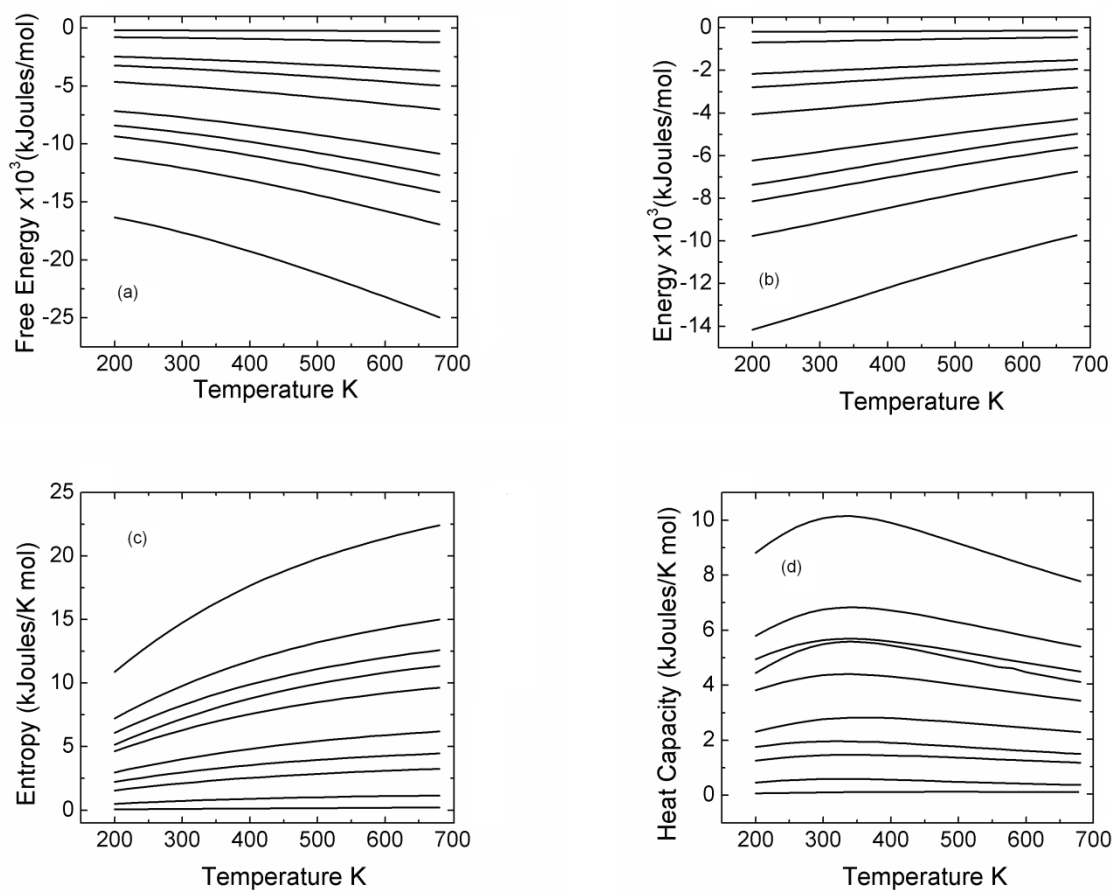 Free Energy x10³(kJoules/mol)
0
-5
-10
-15
-20
-25
(a)
200 300 400 500 600 700
Temperature K
Energy x10³(kJoules/mol)
0
-2
-4
-6
-8
-10
-12
-14
(b)
200 300 400 500 600 700
Temperature K
Entropy (kJoules/K mol)
25
20
15
10
5
0
(c)
200 300 400 500 600 700
Temperature K
Heat Capacity (kJoules/K mol)
10
8
6
4
2
0
(d)
200 300 400 500 600 700
Temperature K